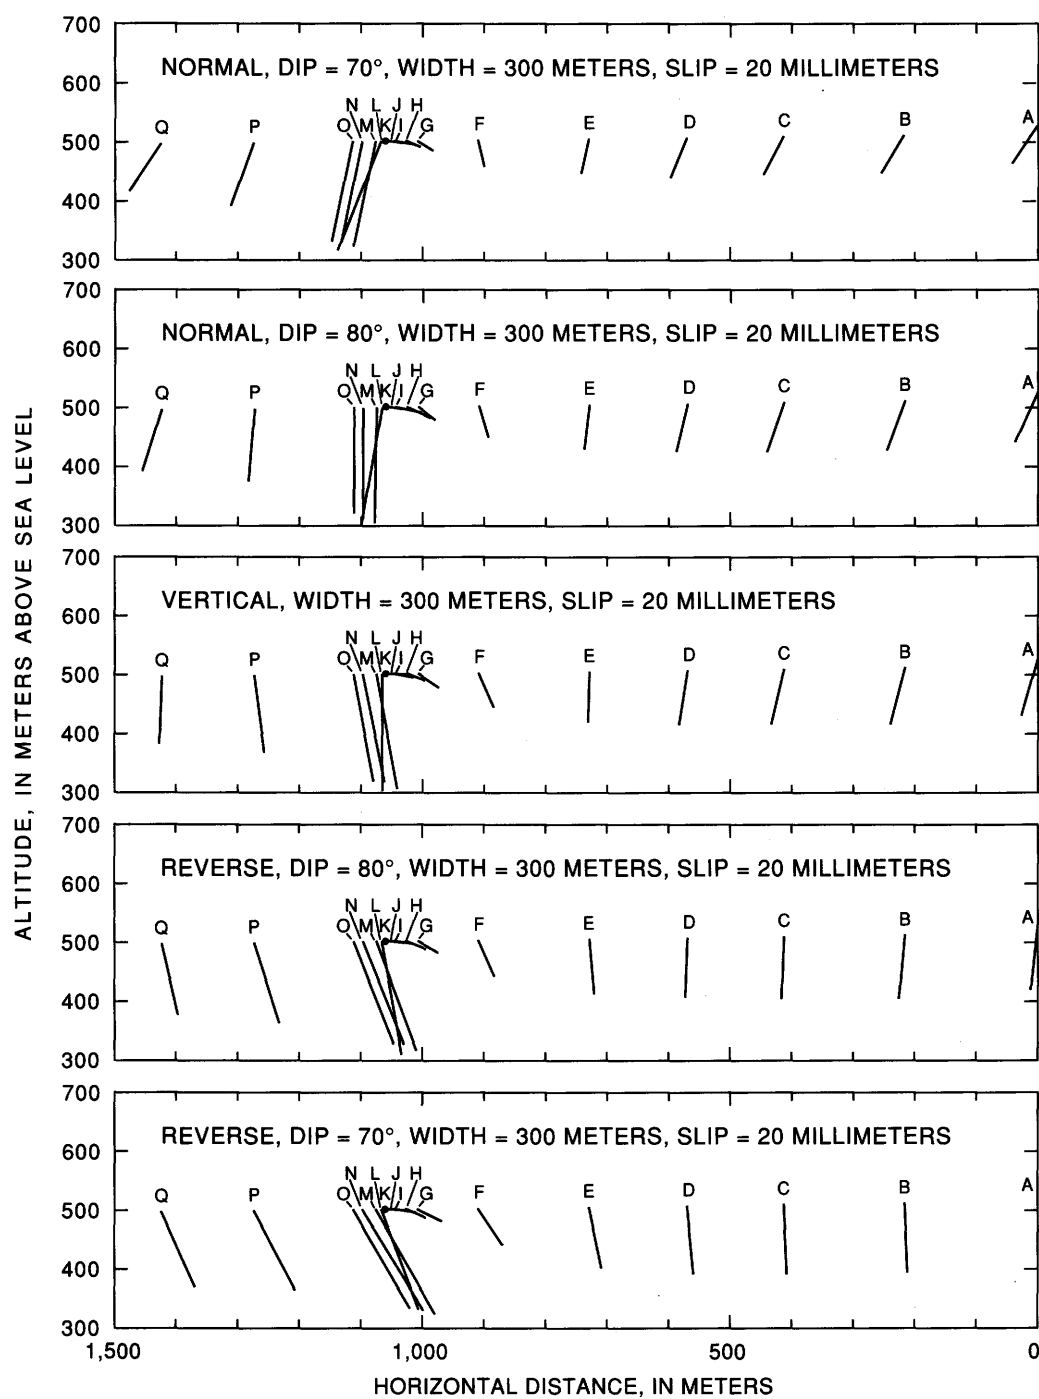 700
NORMAL, DIP = 70°, WIDTH = 300 METERS, SLIP = 20 MILLIMETERS
600
N L J H
Q P O M K I G F E D C B A
500
400
300
700
NORMAL, DIP = 80°, WIDTH = 300 METERS, SLIP = 20 MILLIMETERS
600
N L J H
Q P O M K I G F E D C B A
500
400
300
700
VERTICAL, WIDTH = 300 METERS, SLIP = 20 MILLIMETERS
600
N L J H
Q P O M K I G F E D C B A
500
400
300
700
REVERSE, DIP = 80°, WIDTH = 300 METERS, SLIP = 20 MILLIMETERS
600
N L J H
Q P O M K I G F E D C B A
500
400
300
700
REVERSE, DIP = 70°, WIDTH = 300 METERS, SLIP = 20 MILLIMETERS
600
N L J H
Q P O M K I G F E D C B A
500
400
300
1,500 1,000 500 0
HORIZONTAL DISTANCE, IN METERS
ALTITUDE, IN METERS ABOVE SEA LEVEL